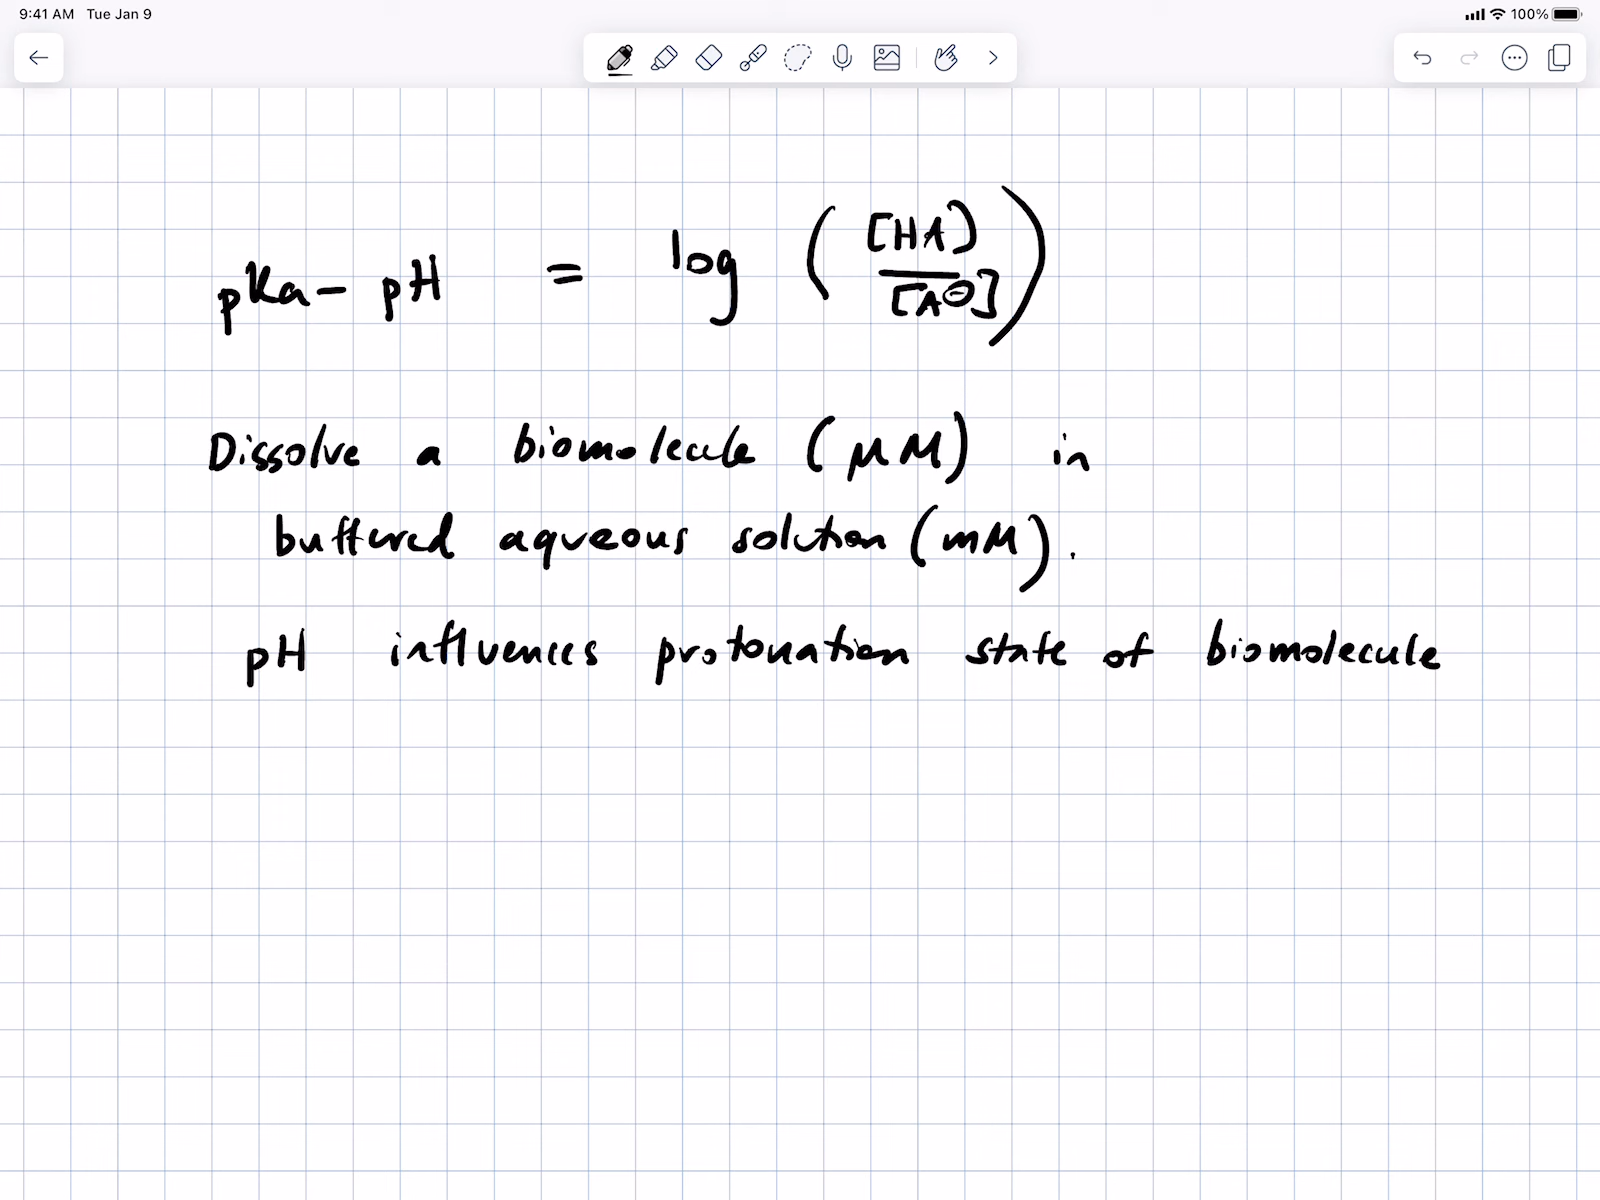 9:41 AM Tue Jan 9 100%
pKa - pH = log ([HA]/[A⊖])
Dissolve a biomolecule (μM) in
buffered aqueous solution (mM).
pH influences protonation state of biomolecule